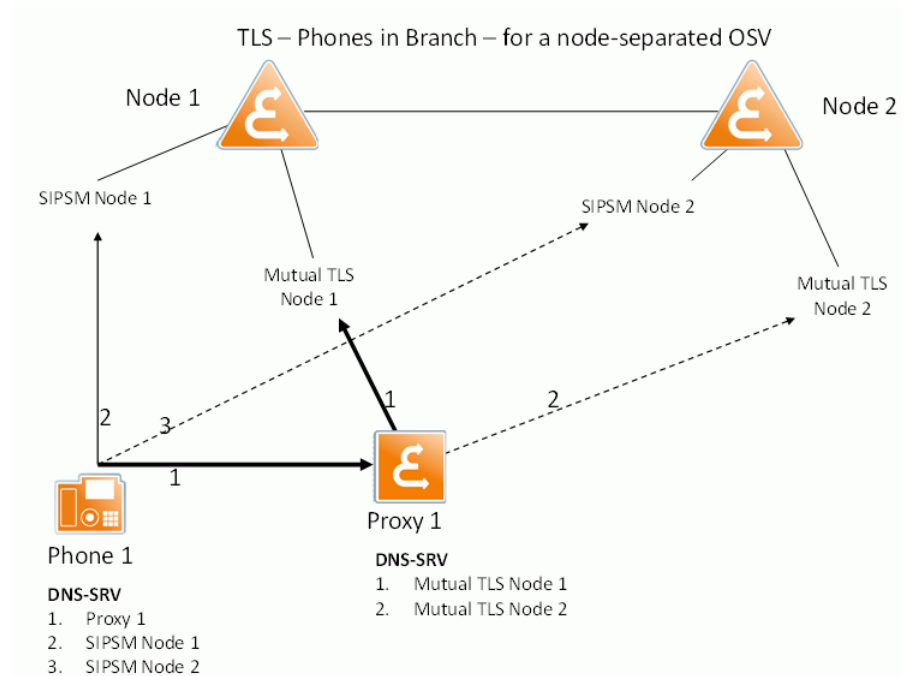 TLS – Phones in Branch – for a node-separated OSV
Node 1
Node 2
SIPSM Node 1
SIPSM Node 2
Mutual TLS
Node 1
Mutual TLS
Node 2
1
2
2
3
1
Proxy 1
Phone 1
DNS-SRV
1. Mutual TLS Node 1
2. Mutual TLS Node 2
DNS-SRV
1. Proxy 1
2. SIPSM Node 1
3. SIPSM Node 2